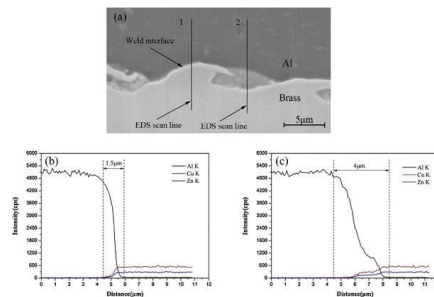 (a)
1
2
Weld interface
Al
Brass
EDS scan line
EDS scan line
5μm
(b)
1.5μm
Al K
Cu K
Zn K
Intensity(cps)
6000
5400
4800
4200
3600
3000
2400
1800
1200
600
0
0 1 2 3 4 5 6 7 8 9 10 11 12
Distance(μm)
(c)
4μm
Al K
Cu K
Zn K
Intensity(cps)
6000
5400
4800
4200
3600
3000
2400
1800
1200
600
0
0 1 2 3 4 5 6 7 8 9 10 11
Distance(μm)